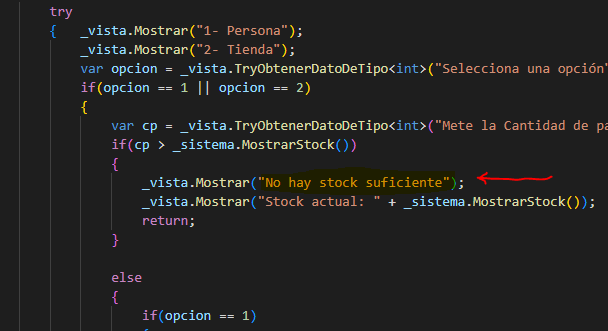 try
{ _vista.Mostrar("1- Persona");
_vista.Mostrar("2- Tienda");
var opcion = _vista.TryObtenerDatoDeTipo<int>("Selecciona una opción"
if(opcion == 1 || opcion == 2)
{
var cp = _vista.TryObtenerDatoDeTipo<int>("Mete la Cantidad de pa
if(cp > _sistema.MostrarStock())
{
_vista.Mostrar("No hay stock suficiente");
_vista.Mostrar("Stock actual: " + _sistema.MostrarStock());
return;
}
else
{
if(opcion == 1)